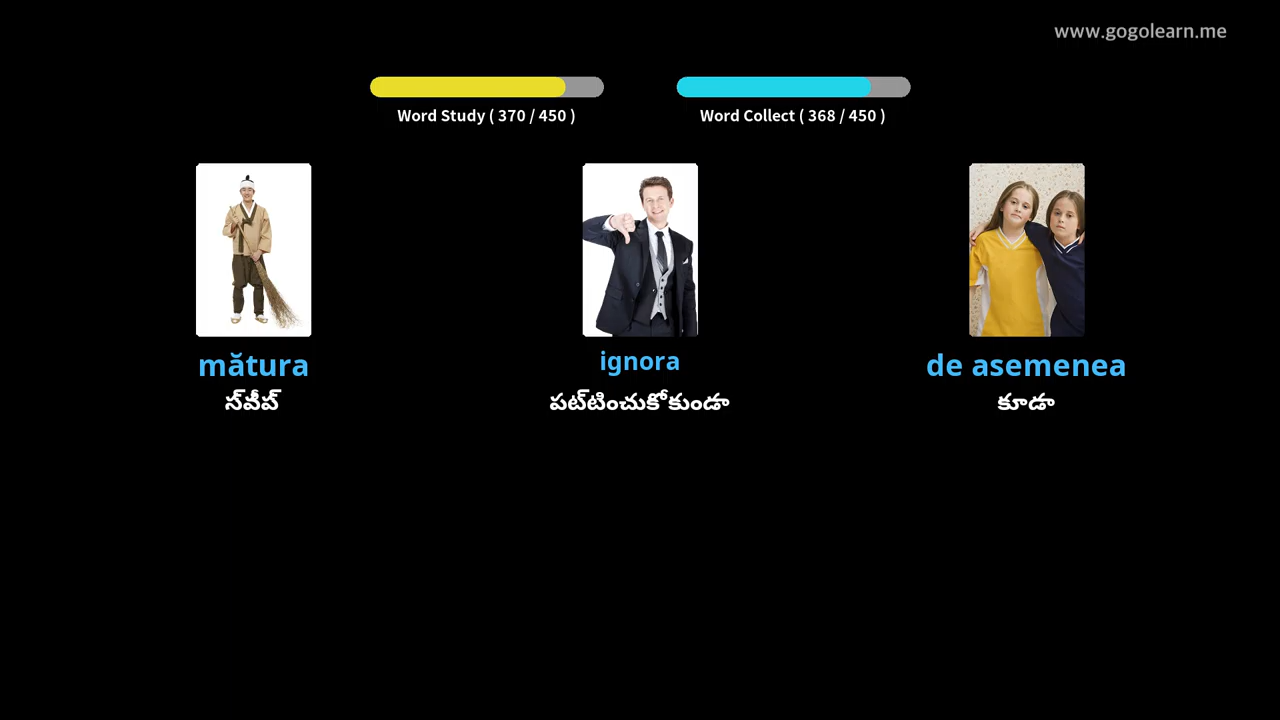 www.gogolearn.me
Word Study ( 370 / 450 )
Word Collect ( 368 / 450 )
mătura
ignora
de asemenea
స్‌వీప్
పట్‌టించుకోకుండా
కూడా